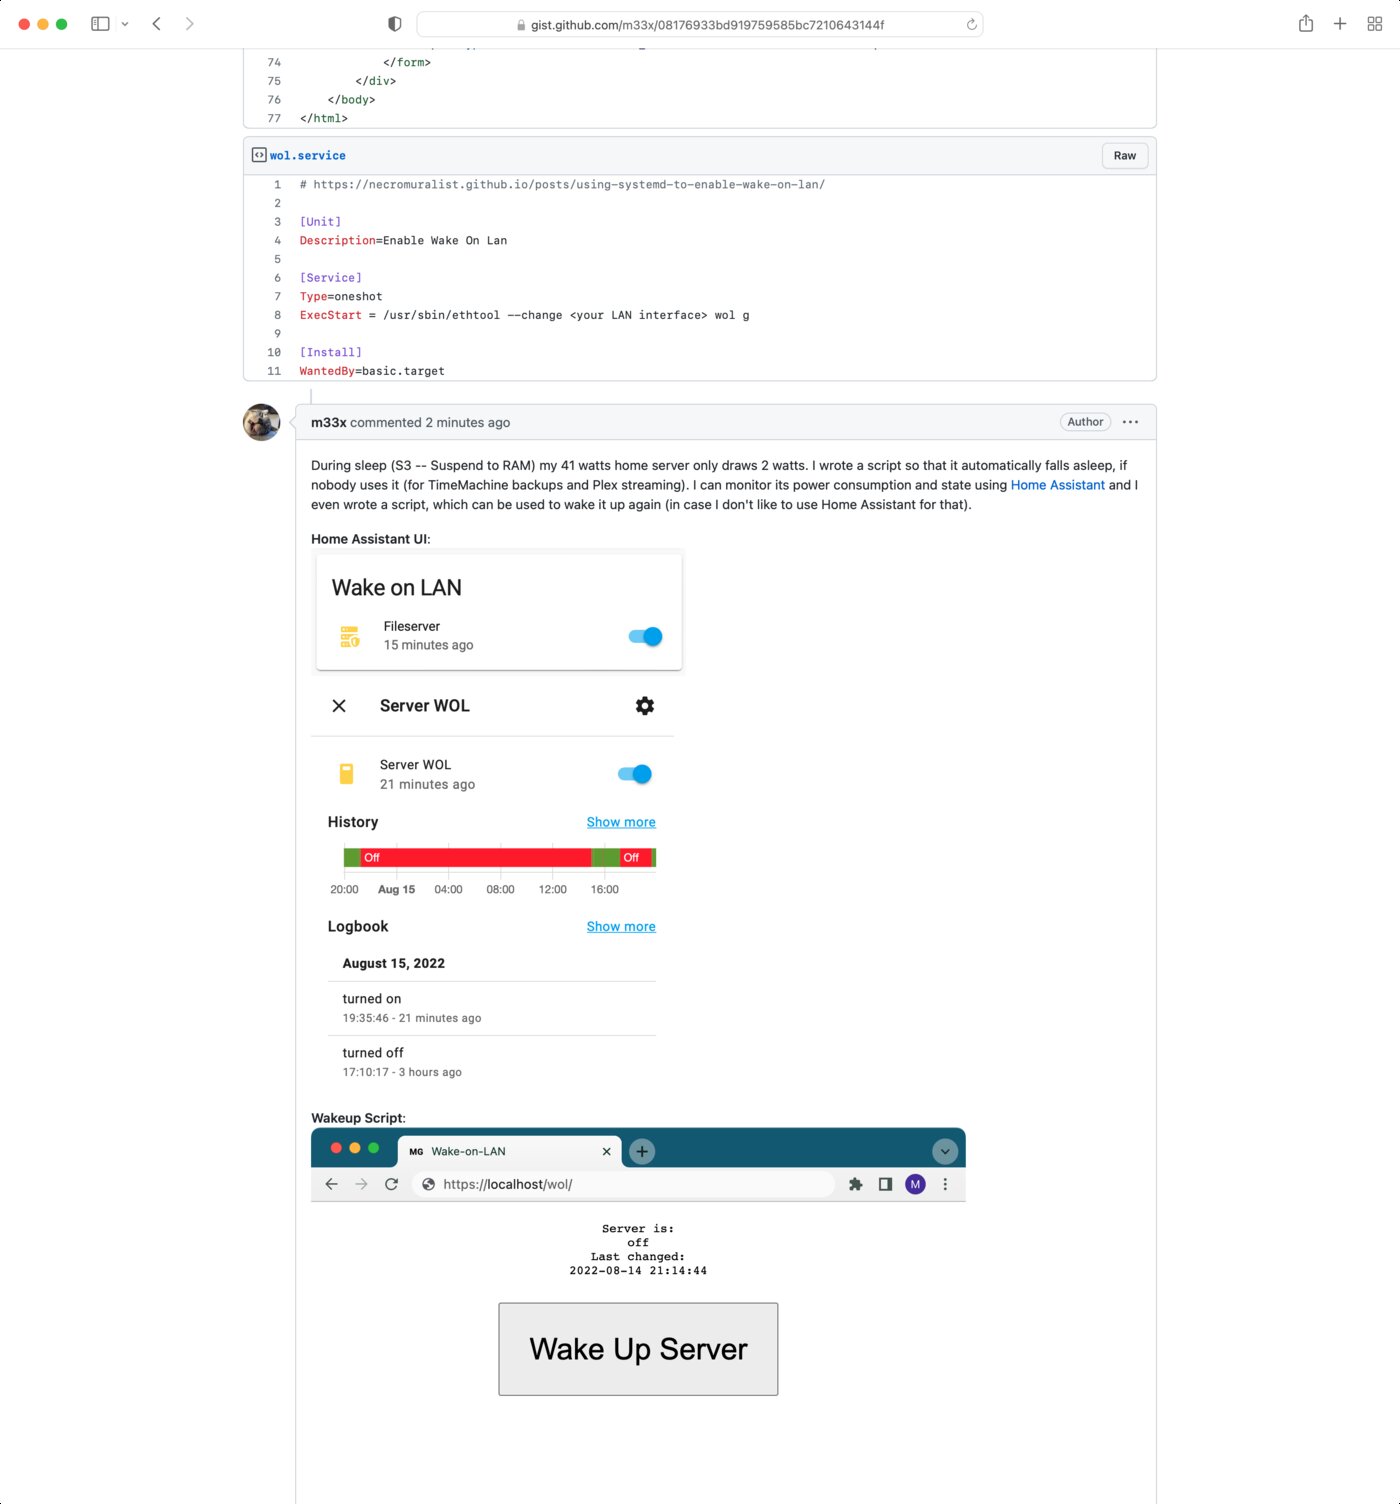 gist.github.com/m33x/08176933bd919759585bc7210643144f
74 </form>
75 </div>
76 </body>
77 </html>
wol.service
Raw
1 # https://necromuralist.github.io/posts/using-systemd-to-enable-wake-on-lan/
2
3 [Unit]
4 Description=Enable Wake On Lan
5
6 [Service]
7 Type=oneshot
8 ExecStart = /usr/sbin/ethtool --change <your LAN interface> wol g
9
10 [Install]
11 WantedBy=basic.target
m33x commented 2 minutes ago
Author
During sleep (S3 -- Suspend to RAM) my 41 watts home server only draws 2 watts. I wrote a script so that it automatically falls asleep, if
nobody uses it (for TimeMachine backups and Plex streaming). I can monitor its power consumption and state using Home Assistant and I
even wrote a script, which can be used to wake it up again (in case I don't like to use Home Assistant for that).
Home Assistant UI:
Wake on LAN
Fileserver
15 minutes ago
Server WOL
Server WOL
21 minutes ago
History Show more
Off Off
20:00 Aug 15 04:00 08:00 12:00 16:00
Logbook Show more
August 15, 2022
turned on
19:35:46 - 21 minutes ago
turned off
17:10:17 - 3 hours ago
Wakeup Script:
MG Wake-on-LAN
https://localhost/wol/
M
Server is:
off
Last changed:
2022-08-14 21:14:44
Wake Up Server